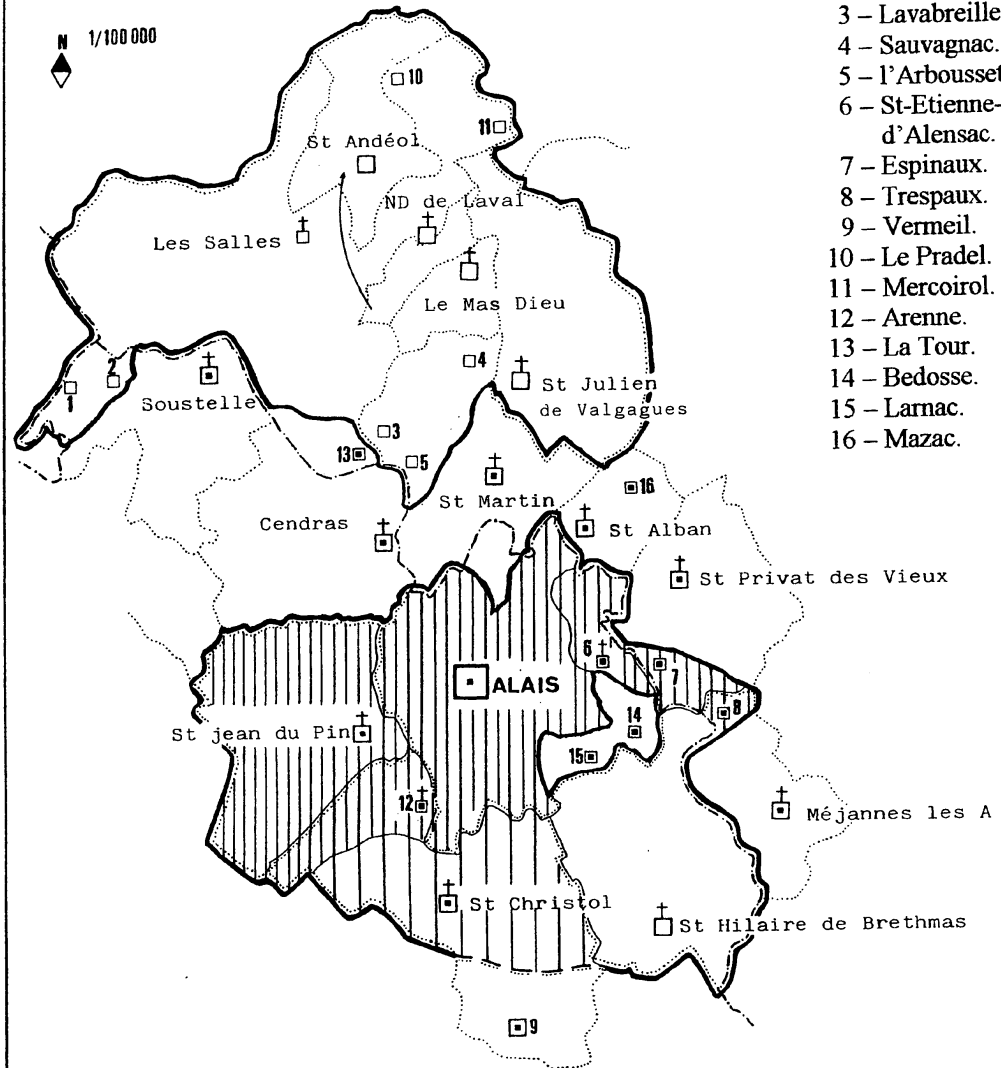 N 1/100 000
10
11
St Andéol
ND de Laval
Les Salles
Le Mas Dieu
4
2
1
St Julien
de Valgagues
Soustelle
3
13
5
16
St Martin
Cendras
St Alban
St Privat des Vieux
6
7
ALAIS
8
14
St jean du Pin
15
12
Méjannes les A
St Christol
St Hilaire de Brethmas
9
3 – Lavabreille
4 – Sauvagnac.
5 – l'Arbousset
6 – St-Etienne-
d'Alensac.
7 – Espinaux.
8 – Trespaux.
9 – Vermeil.
10 – Le Pradel.
11 – Mercoirol.
12 – Arenne.
13 – La Tour.
14 – Bedosse.
15 – Larnac.
16 – Mazac.